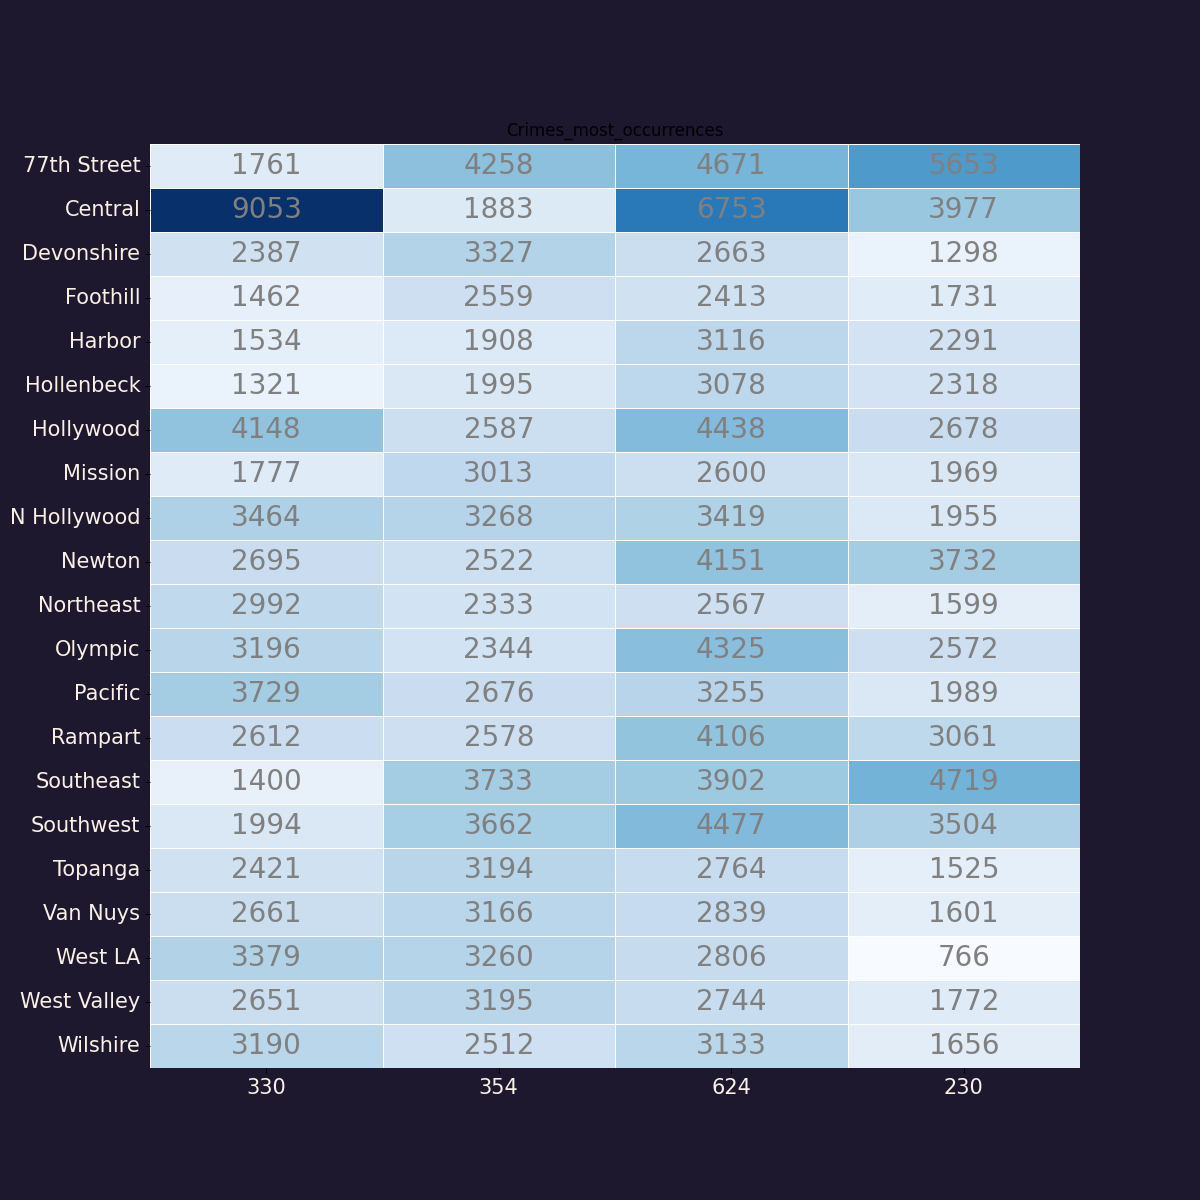 Crimes_most_occurrences
77th Street 1761 4258 4671 5653
Central 9053 1883 6753 3977
Devonshire 2387 3327 2663 1298
Foothill 1462 2559 2413 1731
Harbor 1534 1908 3116 2291
Hollenbeck 1321 1995 3078 2318
Hollywood 4148 2587 4438 2678
Mission 1777 3013 2600 1969
N Hollywood 3464 3268 3419 1955
Newton 2695 2522 4151 3732
Northeast 2992 2333 2567 1599
Olympic 3196 2344 4325 2572
Pacific 3729 2676 3255 1989
Rampart 2612 2578 4106 3061
Southeast 1400 3733 3902 4719
Southwest 1994 3662 4477 3504
Topanga 2421 3194 2764 1525
Van Nuys 2661 3166 2839 1601
West LA 3379 3260 2806 766
West Valley 2651 3195 2744 1772
Wilshire 3190 2512 3133 1656
330 354 624 230